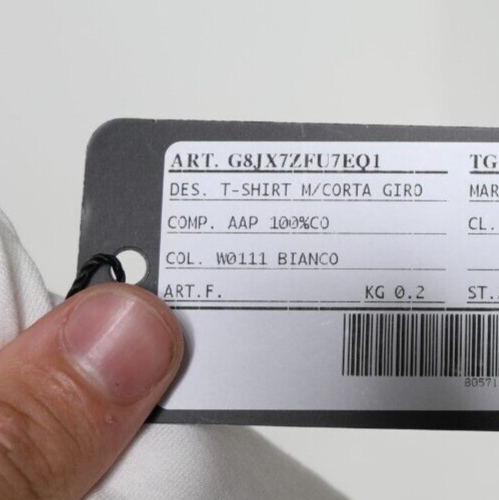 ART. G8JX7ZFU7EQ1 TG
DES. T-SHIRT M/CORTA GIRO MAR
COMP. AAP 100%CO CL.
COL. W0111 BIANCO
ART.F. KG 0.2 ST.
80571